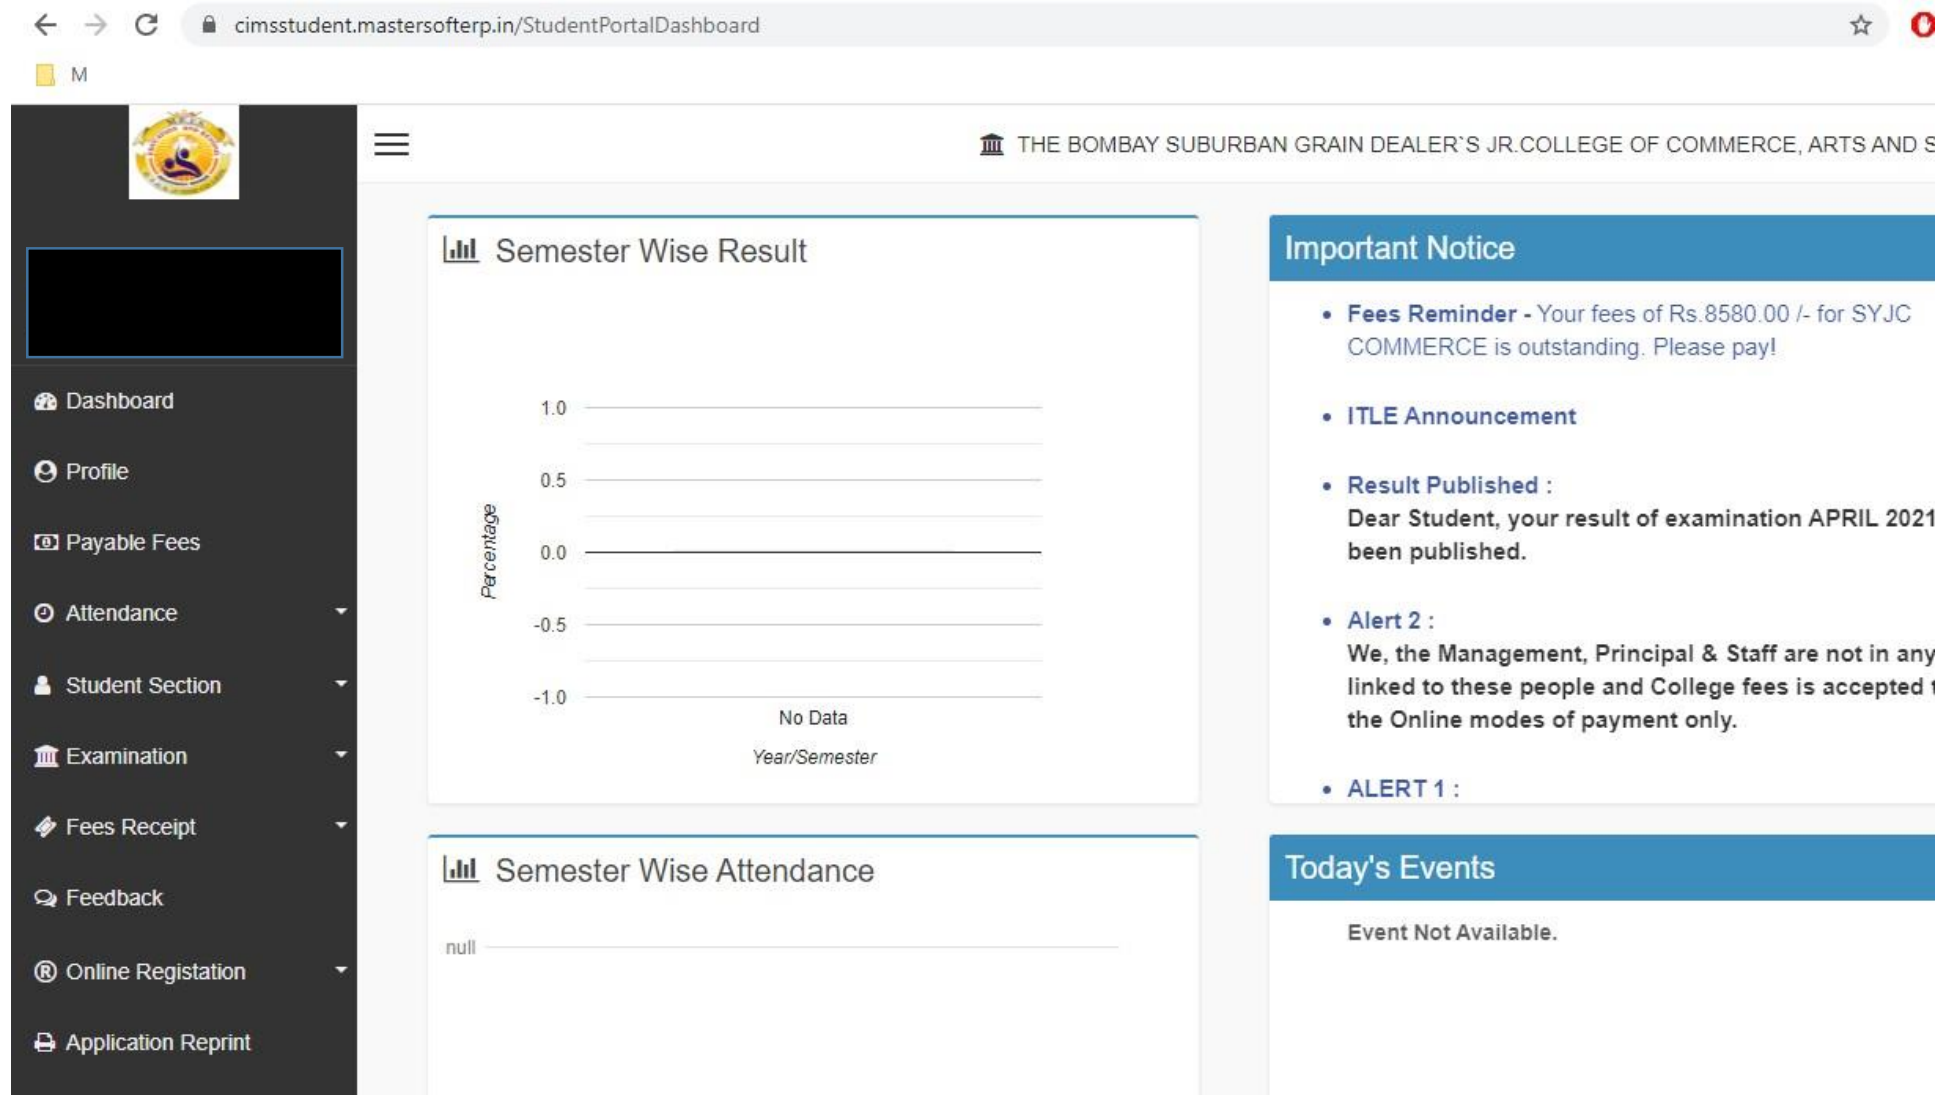 cimsstudent.mastersofterp.in/StudentPortalDashboard
M
THE BOMBAY SUBURBAN GRAIN DEALER`S JR.COLLEGE OF COMMERCE, ARTS AND S
Dashboard
Profile
Payable Fees
Attendance
Student Section
Examination
Fees Receipt
Feedback
Online Registation
Application Reprint
Semester Wise Result
1.0
0.5
0.0
-0.5
-1.0
Percentage
No Data
Year/Semester
Important Notice
Fees Reminder - Your fees of Rs.8580.00 /- for SYJC
COMMERCE is outstanding. Please pay!
ITLE Announcement
Result Published :
Dear Student, your result of examination APRIL 2021
been published.
Alert 2 :
We, the Management, Principal & Staff are not in any
linked to these people and College fees is accepted
the Online modes of payment only.
ALERT 1 :
Semester Wise Attendance
null
Today's Events
Event Not Available.